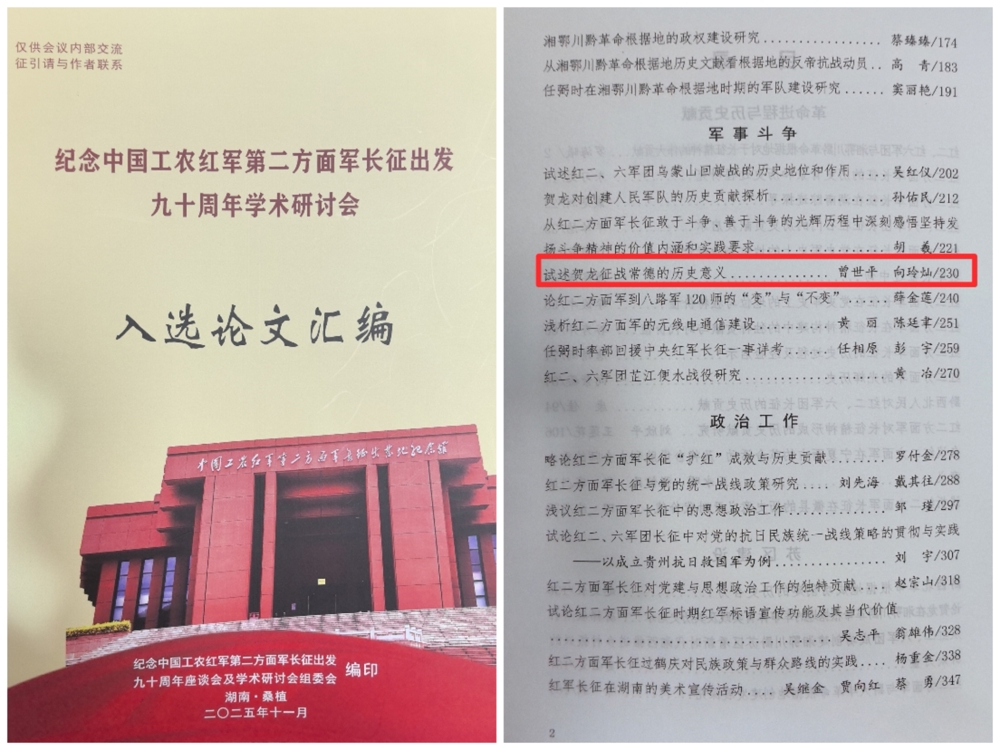 仅供会议内部交流
征引请与作者联系
纪念中国工农红军第二方面军长征出发
九十周年学术研讨会
入选论文汇编
中国工农红军第二方面军长征出发地纪念馆
纪念中国工农红军第二方面军长征出发
九十周年座谈会及学术研讨会组委会 编印
湖南·桑植
二〇二五年十一月
湘鄂川黔革命根据地的政权建设研究................蔡臻臻/174
从湘鄂川黔革命根据地历史文献看根据地的反帝抗战动员..高 青/183
任弼时在湘鄂川黔革命根据地时期的军队建设研究......窦丽艳/191
军事斗争
试述红二、六军团乌蒙山回旋战的历史地位和作用....吴红仪/202
贺龙对创建人民军队的历史贡献探析................孙佑民/212
从红二方面军长征敢于斗争、善于斗争的光辉历程中深刻感悟坚持发
扬斗争精神的价值内涵和实践要求..................胡 羲/221
试述贺龙征战常德的历史意义..............曾世平 向玲灿/230
论红二方面军到八路军120师的“变”与“不变”......薛金莲/240
浅析红二方面军的无线电通信建设..........黄 丽 陈廷聿/251
任弼时率部回援中央红军长征一事详考......任相原 彭 宇/259
红二、六军团芷江便水战役研究....................黄 冶/270
政治工作
略论红二方面军长征“扩红”成效与历史贡献........罗付金/278
红二方面军长征与党的统一战线政策研究....刘先海 戴其往/288
浅议红二方面军长征中的思想政治工作..............邹 瑾/297
试论红二、六军团长征中对党的抗日民族统一战线策略的贯彻与实践
——以成立贵州抗日救国军为例....................刘 宇/307
红二方面军长征对党建与思想政治工作的独特贡献....赵宗山/318
试论红二方面军长征时期红军标语宣传功能及其当代价值
........................................吴志平 翁雄伟/328
红二方面军长征过鹤庆对民族政策与群众路线的实践..杨重金/338
红军长征在湖南的美术宣传活动......吴继金 贾向红 蔡 勇/347
2